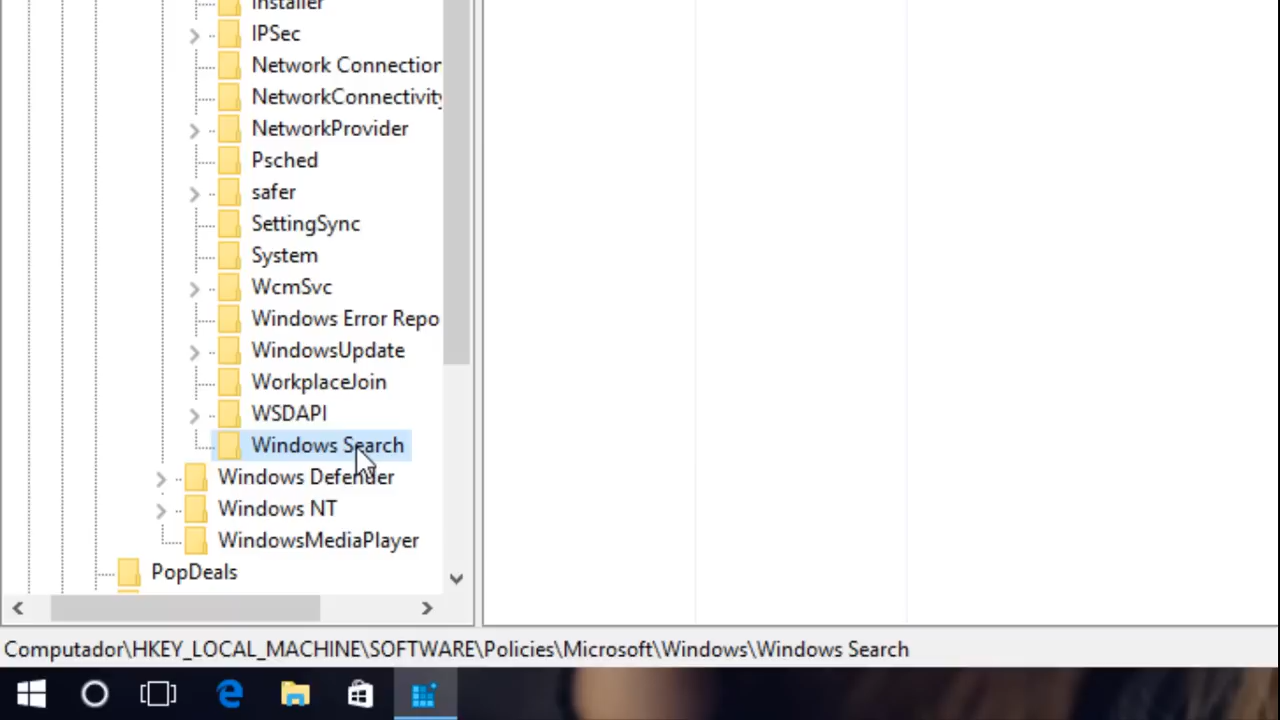 Installer
IPSec
Network Connection
NetworkConnectivity
NetworkProvider
Psched
safer
SettingSync
System
WcmSvc
Windows Error Repo
WindowsUpdate
WorkplaceJoin
WSDAPI
Windows Search
Windows Defender
Windows NT
WindowsMediaPlayer
PopDeals
Computador\HKEY_LOCAL_MACHINE\SOFTWARE\Policies\Microsoft\Windows\Windows Search